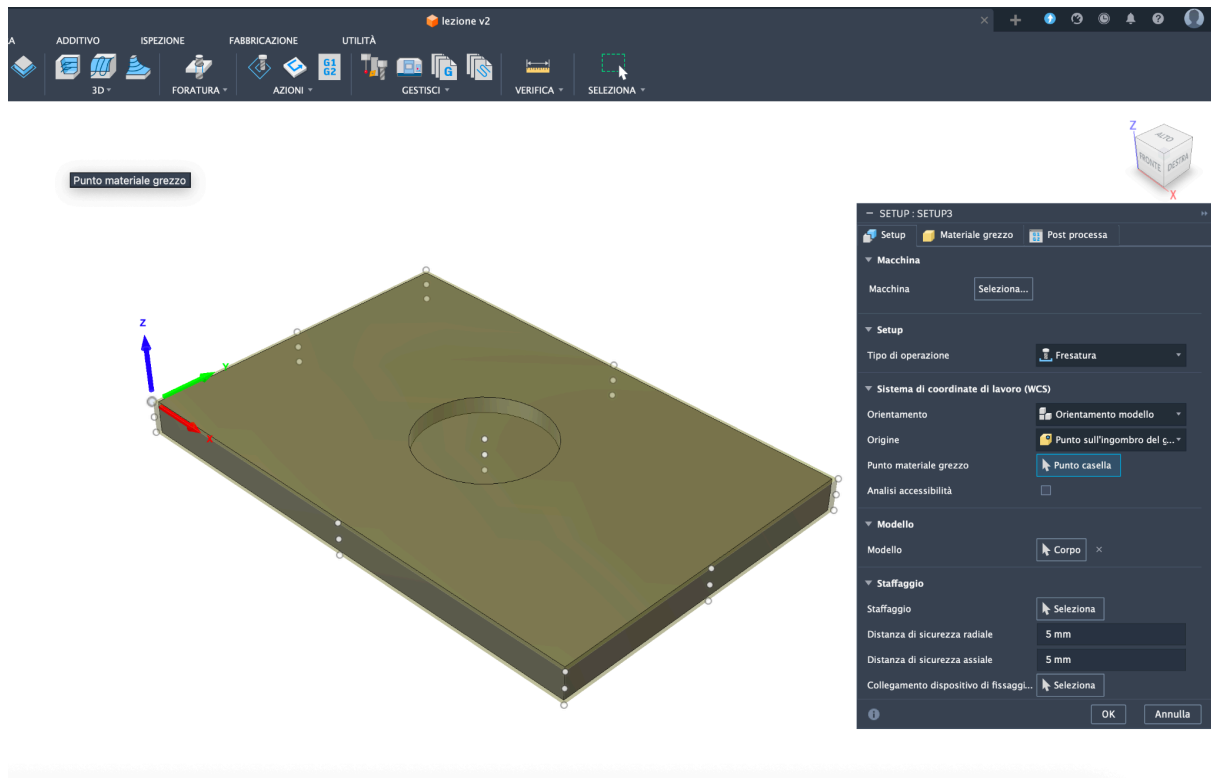 lezione v2
LA ADDITIVO ISPEZIONE FABBRICAZIONE UTILITÀ
G1
G2
G
3D FORATURA AZIONI GESTISCI VERIFICA SELEZIONA
Z
ALTO
FRONTE DESTRA
X
Punto materiale grezzo
SETUP : SETUP3
Setup Materiale grezzo Post processa
Macchina
Macchina Seleziona...
Setup
Tipo di operazione Fresatura
Sistema di coordinate di lavoro (WCS)
Orientamento Orientamento modello
Origine Punto sull'ingombro del g...
Punto materiale grezzo Punto casella
Analisi accessibilità
Modello
Modello Corpo
Staffaggio
Staffaggio Seleziona
Distanza di sicurezza radiale 5 mm
Distanza di sicurezza assiale 5 mm
Collegamento dispositivo di fissaggi... Seleziona
OK Annulla
Z
Y
X